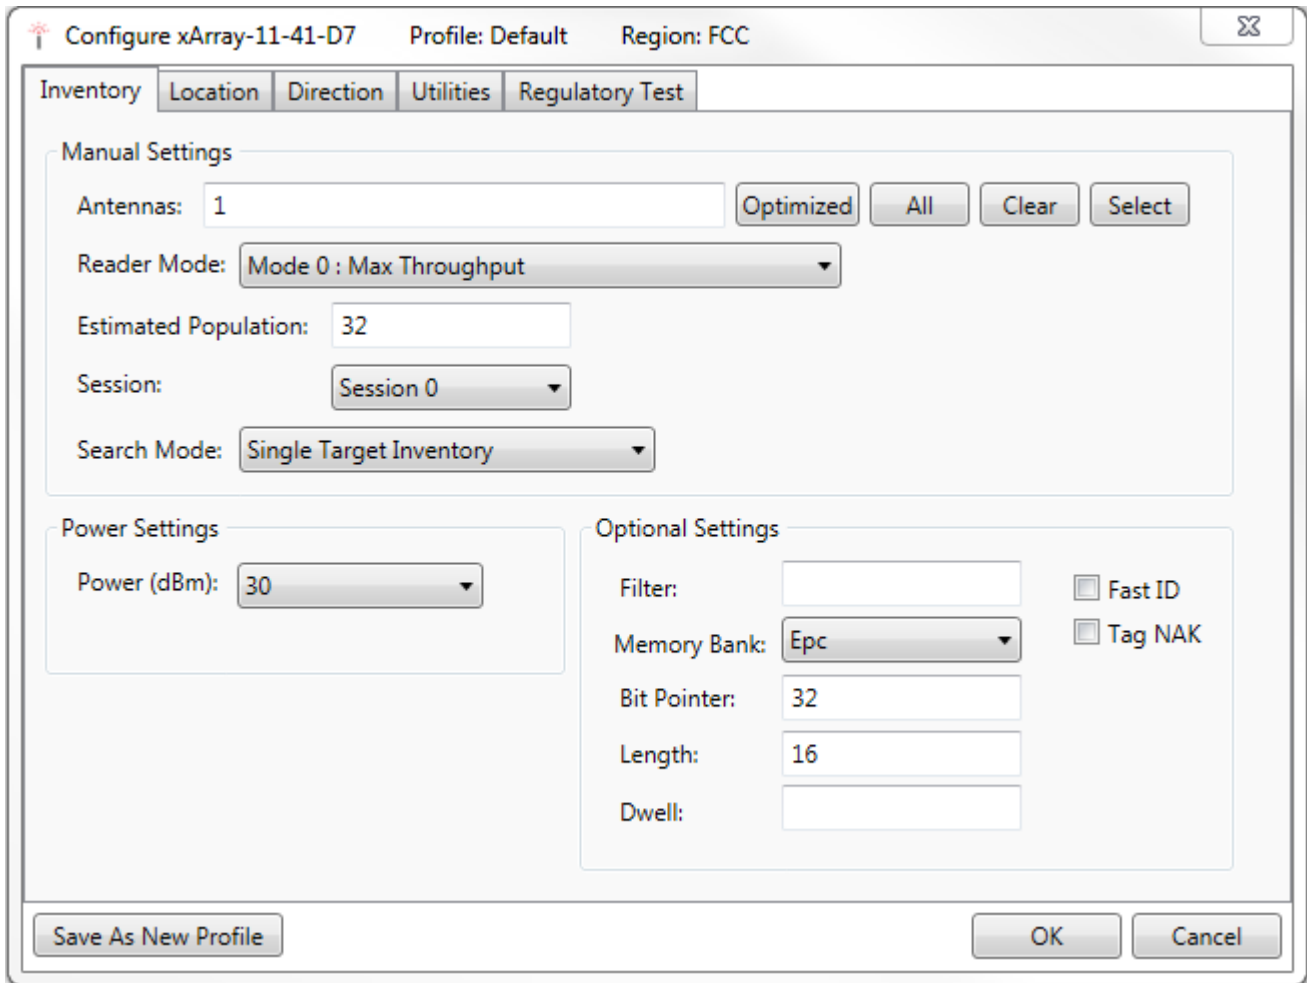 Configure xArray-11-41-D7 Profile: Default Region: FCC
Inventory Location Direction Utilities Regulatory Test
Manual Settings
Antennas: 1 Optimized All Clear Select
Reader Mode: Mode 0 : Max Throughput
Estimated Population: 32
Session: Session 0
Search Mode: Single Target Inventory
Power Settings
Power (dBm): 30
Optional Settings
Filter: Fast ID
Memory Bank: Epc Tag NAK
Bit Pointer: 32
Length: 16
Dwell:
Save As New Profile OK Cancel